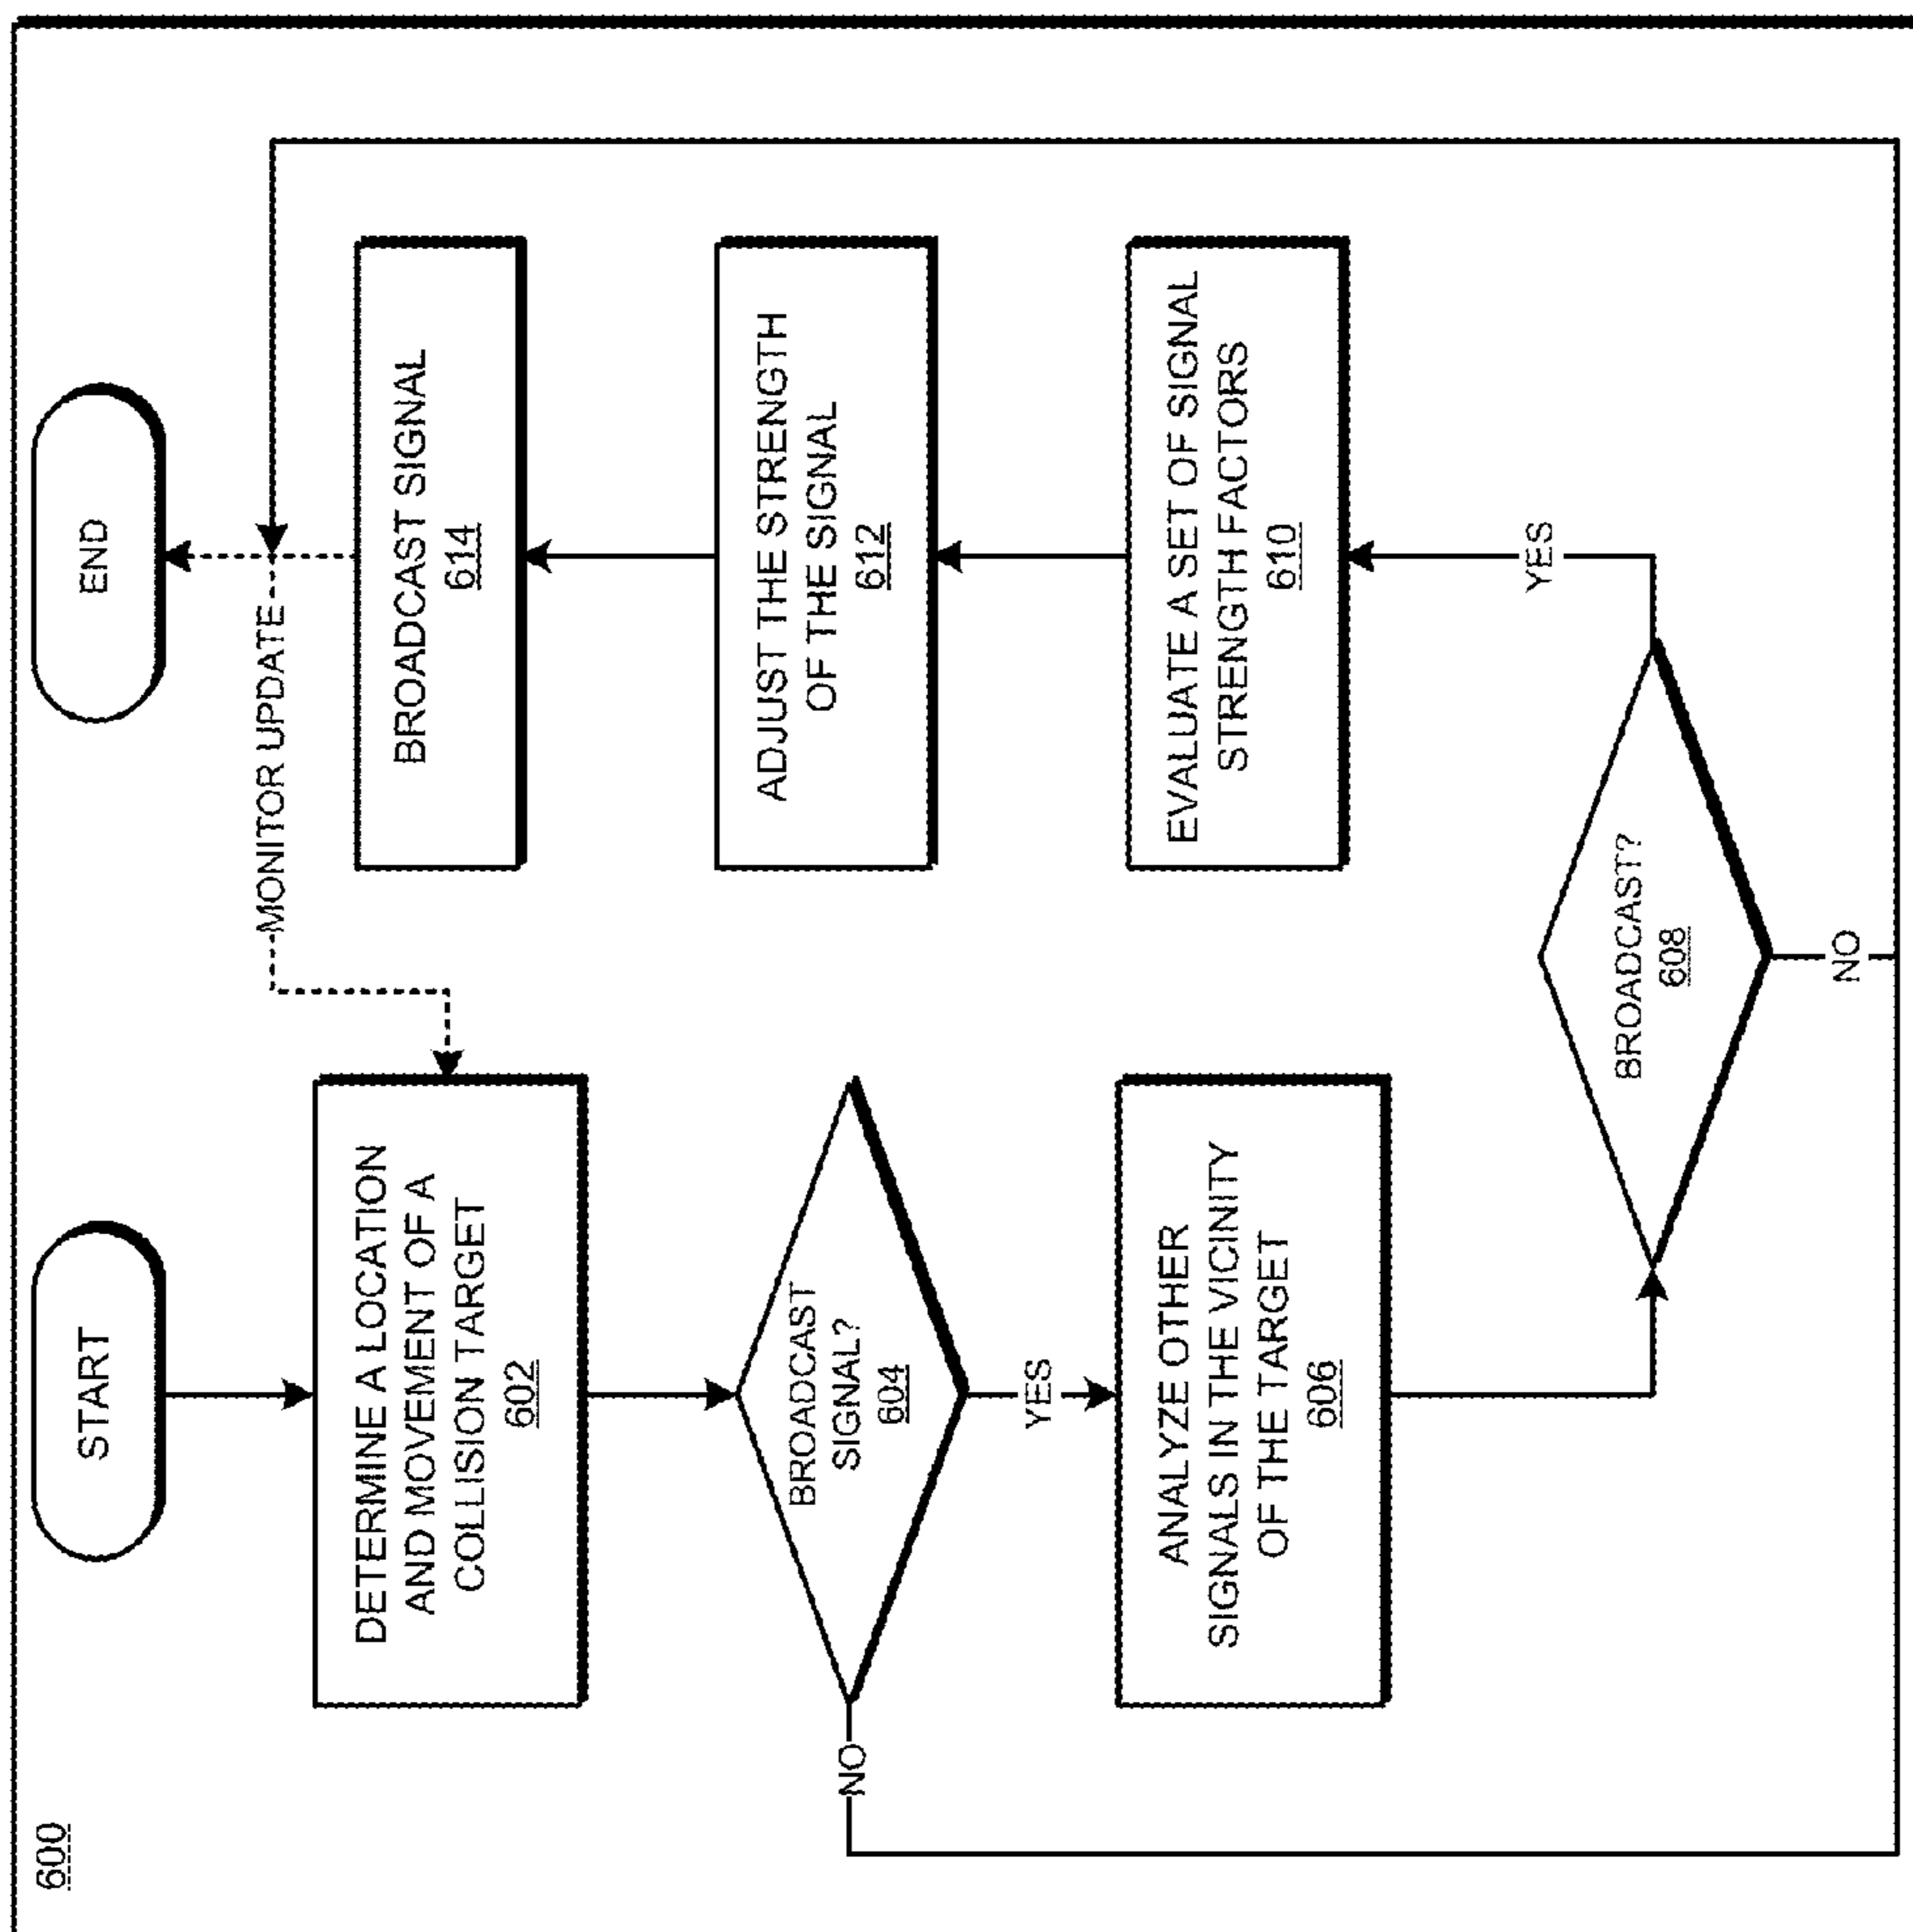 600
START
DETERMINE A LOCATION
AND MOVEMENT OF A
COLLISION TARGET
602
BROADCAST
SIGNAL?
604
NO
YES
ANALYZE OTHER
SIGNALS IN THE VICINITY
OF THE TARGET
606
BROADCAST?
608
NO
YES
EVALUATE A SET OF SIGNAL
STRENGTH FACTORS
610
ADJUST THE STRENGTH
OF THE SIGNAL
612
BROADCAST SIGNAL
614
MONITOR UPDATE
END